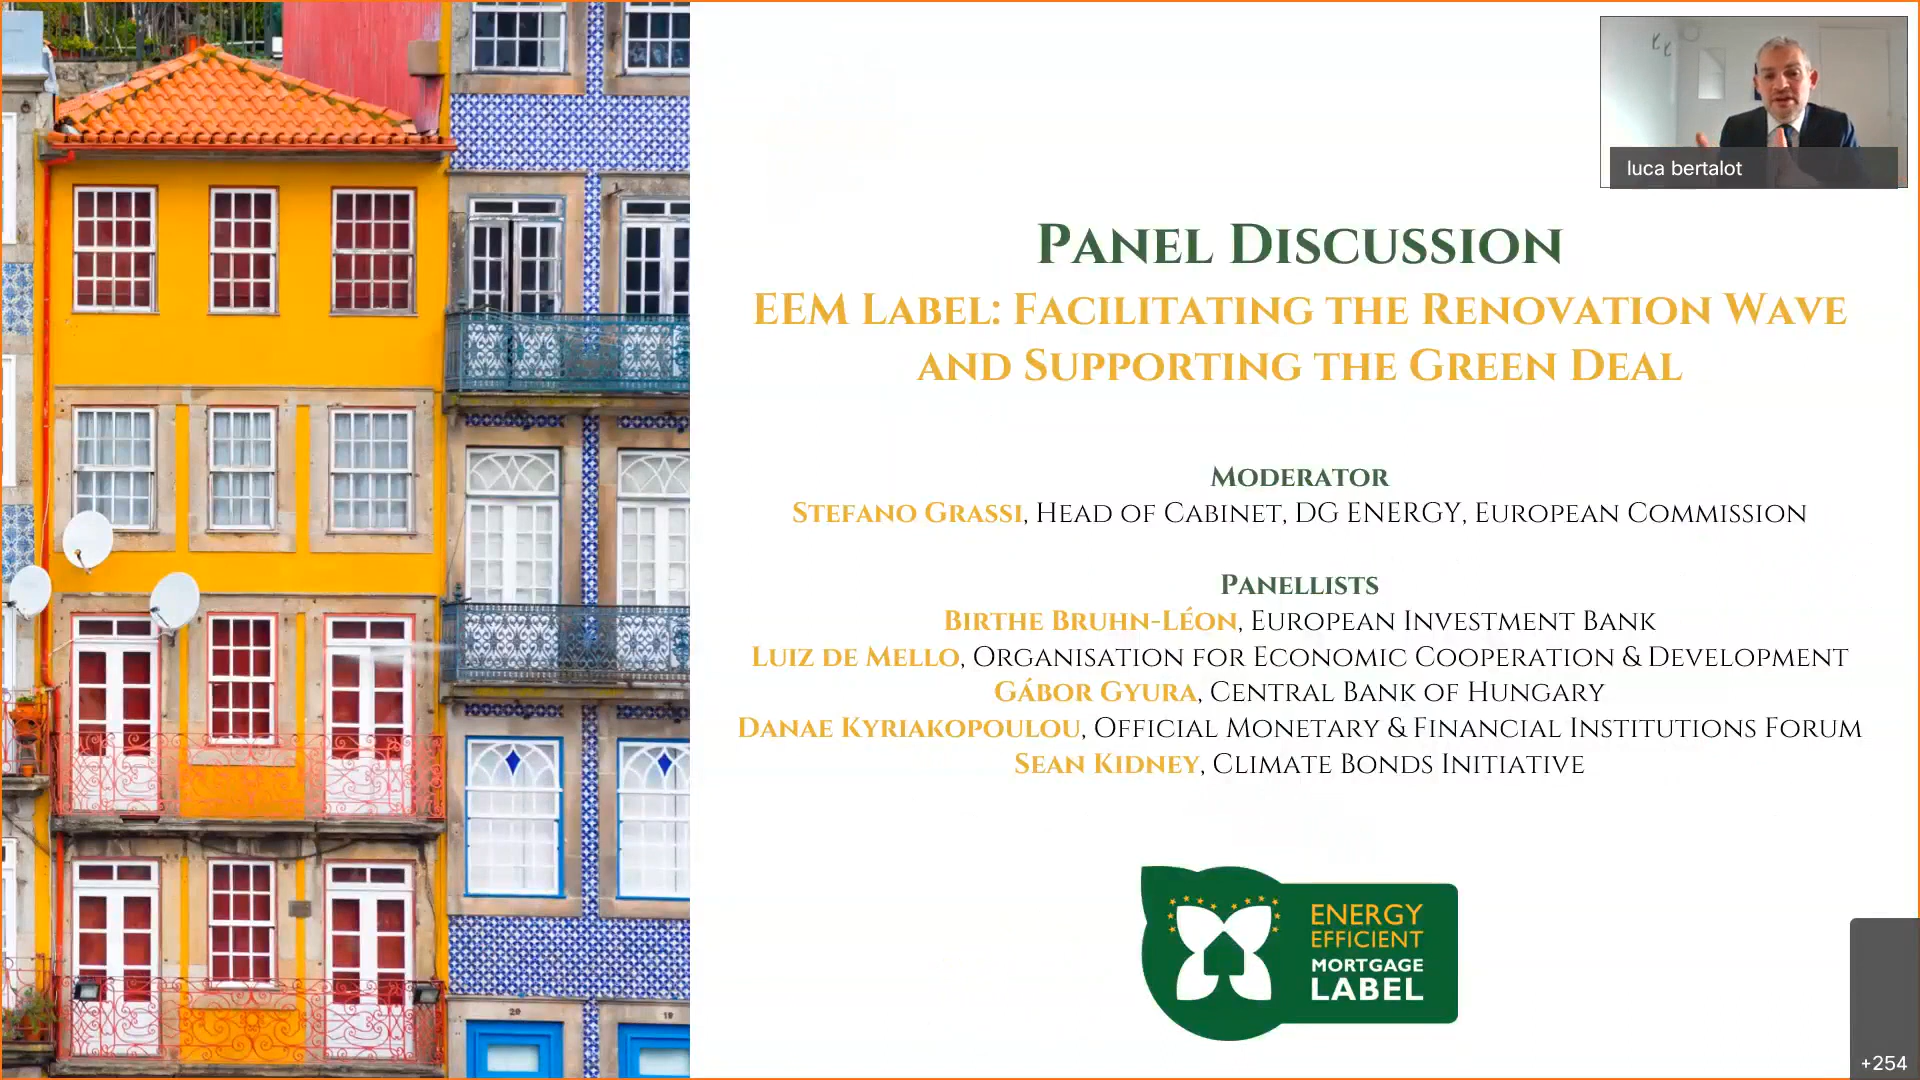 luca bertalot
PANEL DISCUSSION
EEM LABEL: FACILITATING THE RENOVATION WAVE
AND SUPPORTING THE GREEN DEAL
MODERATOR
STEFANO GRASSI, HEAD OF CABINET, DG ENERGY, EUROPEAN COMMISSION
PANELLISTS
BIRTHE BRUHN-LÉON, EUROPEAN INVESTMENT BANK
LUIZ DE MELLO, ORGANISATION FOR ECONOMIC COOPERATION & DEVELOPMENT
GÁBOR GYURA, CENTRAL BANK OF HUNGARY
DANAE KYRIAKOPOULOU, OFFICIAL MONETARY & FINANCIAL INSTITUTIONS FORUM
SEAN KIDNEY, CLIMATE BONDS INITIATIVE
ENERGY
EFFICIENT
MORTGAGE
LABEL
20
19
+254